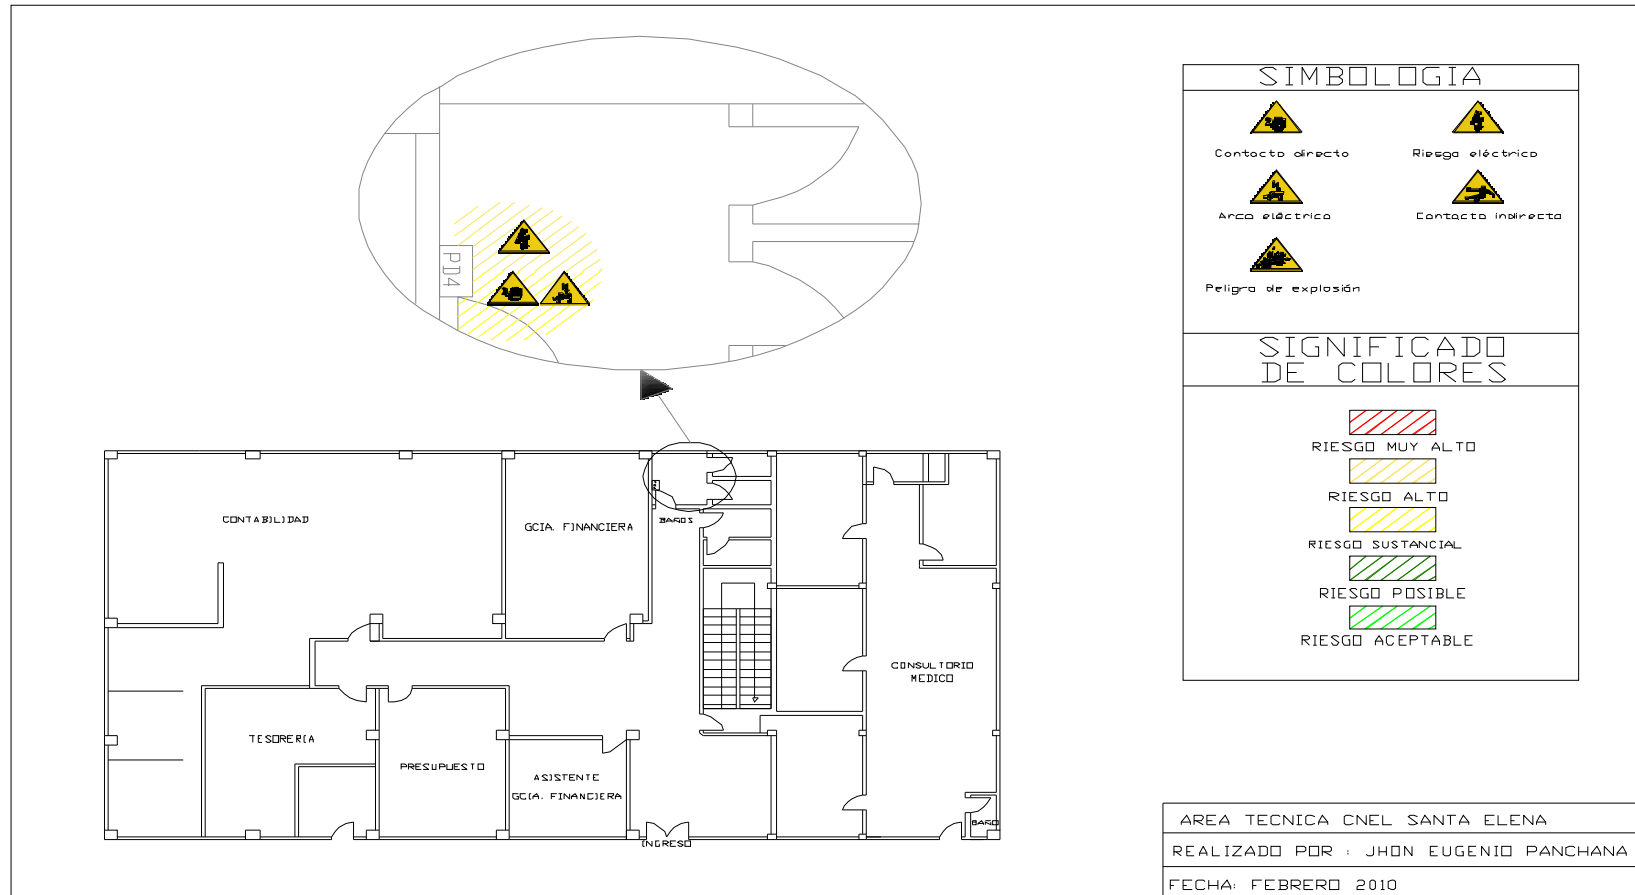 SIMBOLOGIA
Contacto directo
Riesgo eléctrico
Arco eléctrico
Contacto indirecto
Peligro de explosión
PD4
SIGNIFICADO
DE COLORES
RIESGO MUY ALTO
RIESGO ALTO
RIESGO SUSTANCIAL
RIESGO POSIBLE
RIESGO ACEPTABLE
CONTABILIDAD
GCIA. FINANCIERA
BAÑOS
CONSULTORIO
MEDICO
TESORERIA
PRESUPUESTO
ASISTENTE
GCIA. FINANCIERA
INGRESO
BAÑO
AREA TECNICA CNEL SANTA ELENA
REALIZADO POR : JHON EUGENIO PANCHANA
FECHA: FEBRERO 2010